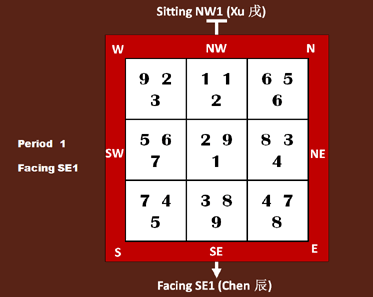 Sitting NW1 (Xu 戌)
W NW N
9 2 1 1 6 5
3 2 6
Period 1
SW 5 6 2 9 8 3 NE
7 1 4
Facing SE1
7 4 3 8 4 7
5 9 8
S SE E
Facing SE1 (Chen 辰)